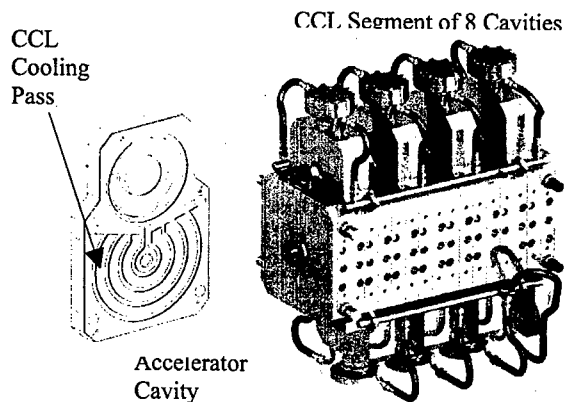 CCL Segment of 8 Cavities
CCL
Cooling
Pass
Accelerator
Cavity